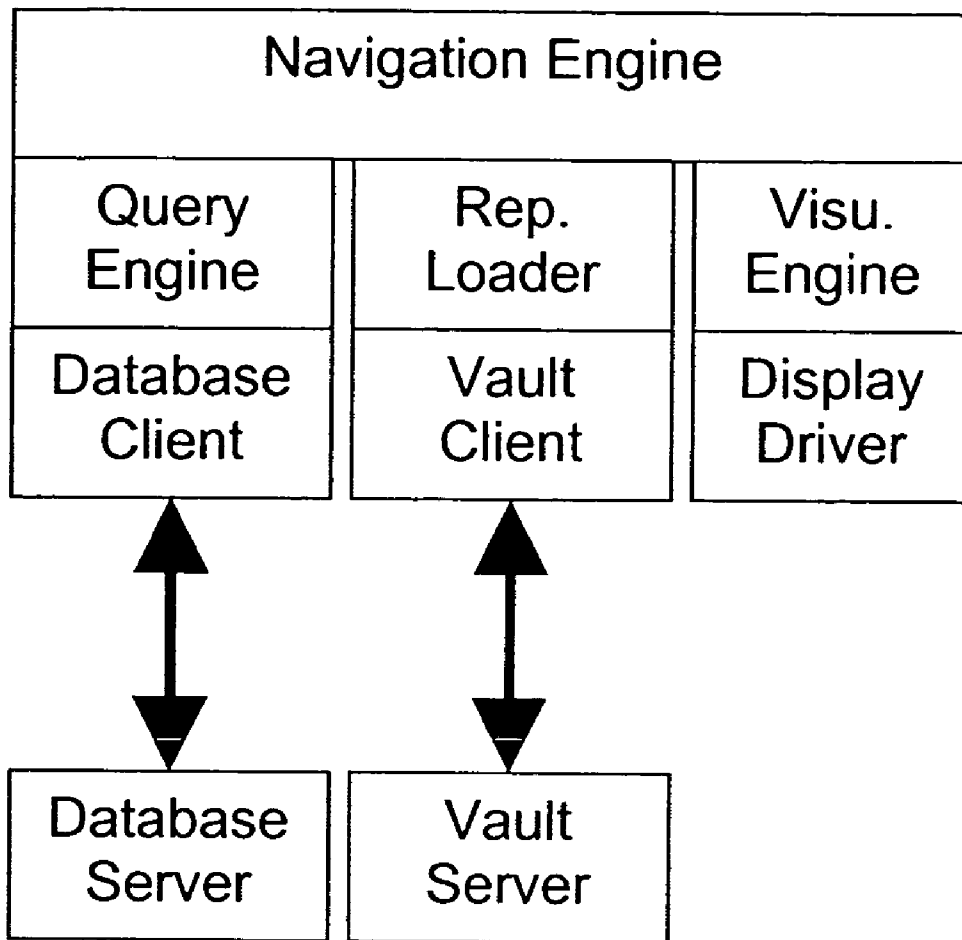 Navigation Engine
Query
Engine
Rep.
Loader
Visu.
Engine
Database
Client
Vault
Client
Display
Driver
Database
Server
Vault
Server